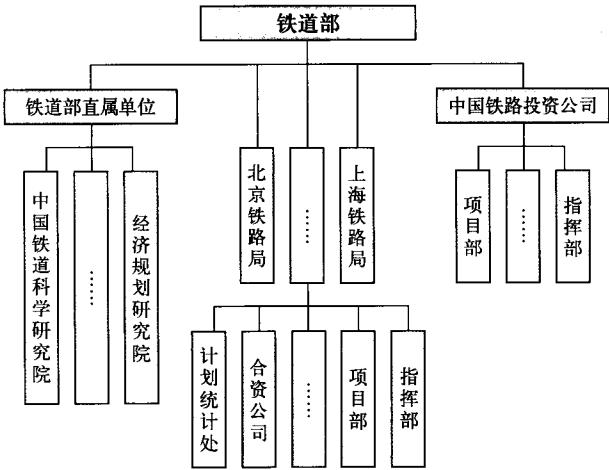 铁道部
铁道部直属单位
中国铁路投资公司
北京铁路局
……
上海铁路局
中国铁道科学研究院
……
经济规划研究院
项目部
……
指挥部
计划统计处
合资公司
……
项目部
指挥部